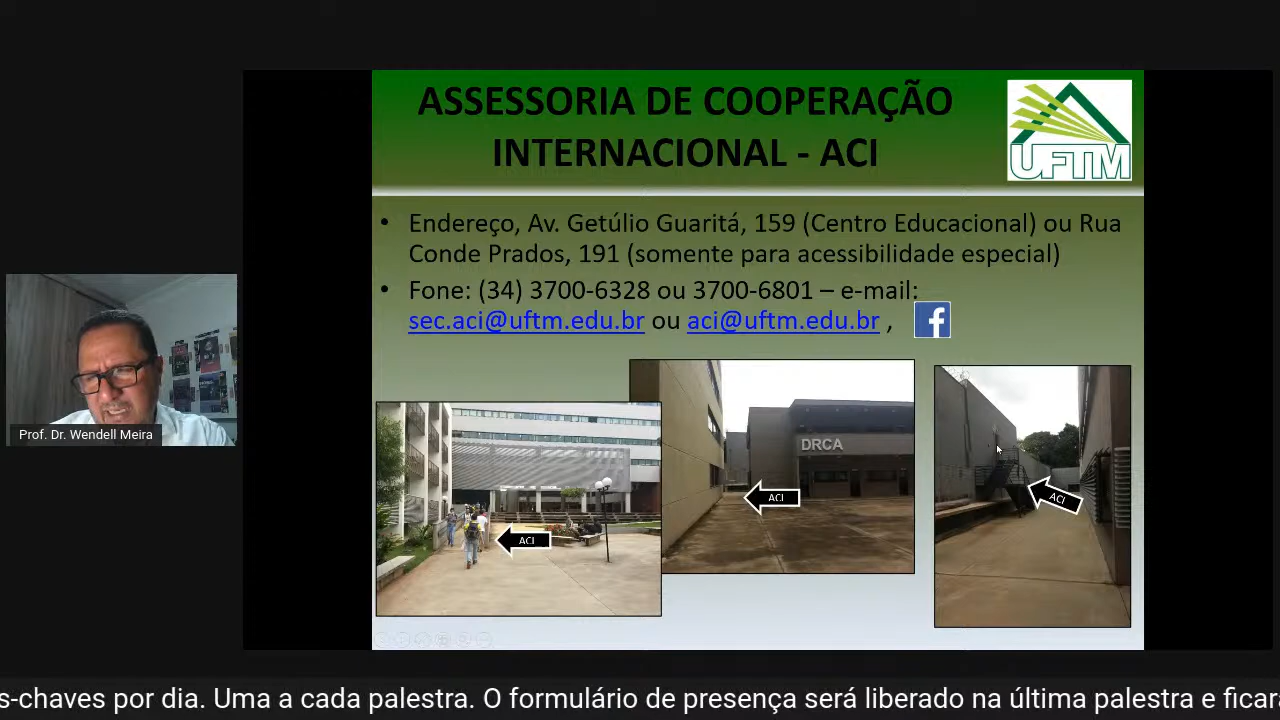 ASSESSORIA DE COOPERAÇÃO
INTERNACIONAL - ACI
UFTM
• Endereço, Av. Getúlio Guaritá, 159 (Centro Educacional) ou Rua
Conde Prados, 191 (somente para acessibilidade especial)
• Fone: (34) 3700-6328 ou 3700-6801 – e-mail:
sec.aci@uftm.edu.br ou aci@uftm.edu.br ,
DRCA
ACI
ACI
ACI
Prof. Dr. Wendell Meira
s-chaves por dia. Uma a cada palestra. O formulário de presença será liberado na última palestra e ficar